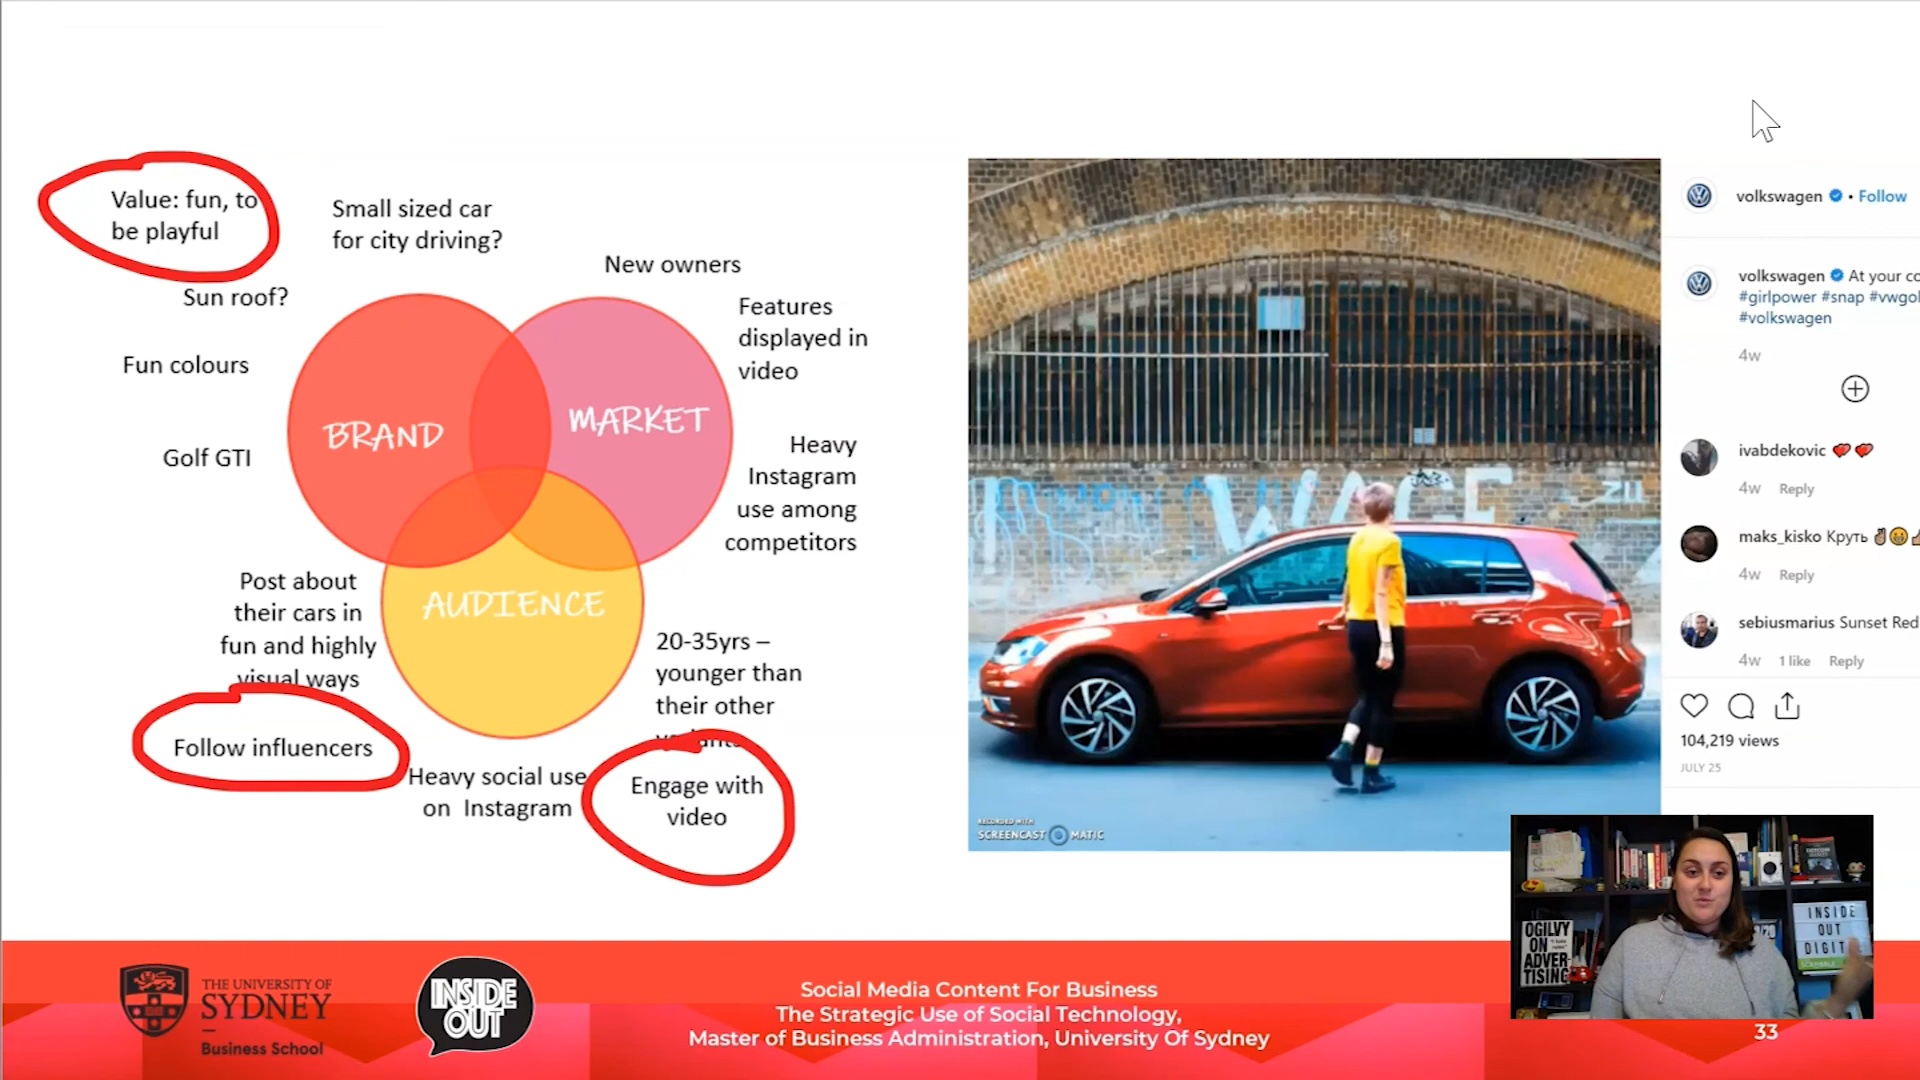 Value: fun, to
be playful
Small sized car
for city driving?
New owners
Sun roof?
Features
displayed in
video
Fun colours
BRAND
MARKET
Golf GTI
Heavy
Instagram
use among
competitors
Post about
their cars in
fun and highly
visual ways
AUDIENCE
20-35yrs –
younger than
their other
Follow influencers
Heavy social use
on Instagram
Engage with
video
WAGE
RECORDED WITH
SCREENCAST MATIC
volkswagen • Follow
volkswagen At your
#girlpower #snap
#volkswagen
4w
ivabdekovic
4w Reply
maks_kisko Круть
4w Reply
sebiusmarius Sunset Red
4w 1 like Reply
104,219 views
JULY 25
OGILVY
ON
ADVER
TISING
INSIDE
OUT
THE UNIVERSITY OF
SYDNEY
Business School
INSIDE
OUT
Social Media Content For Business
The Strategic Use of Social Technology,
Master of Business Administration, University Of Sydney
33